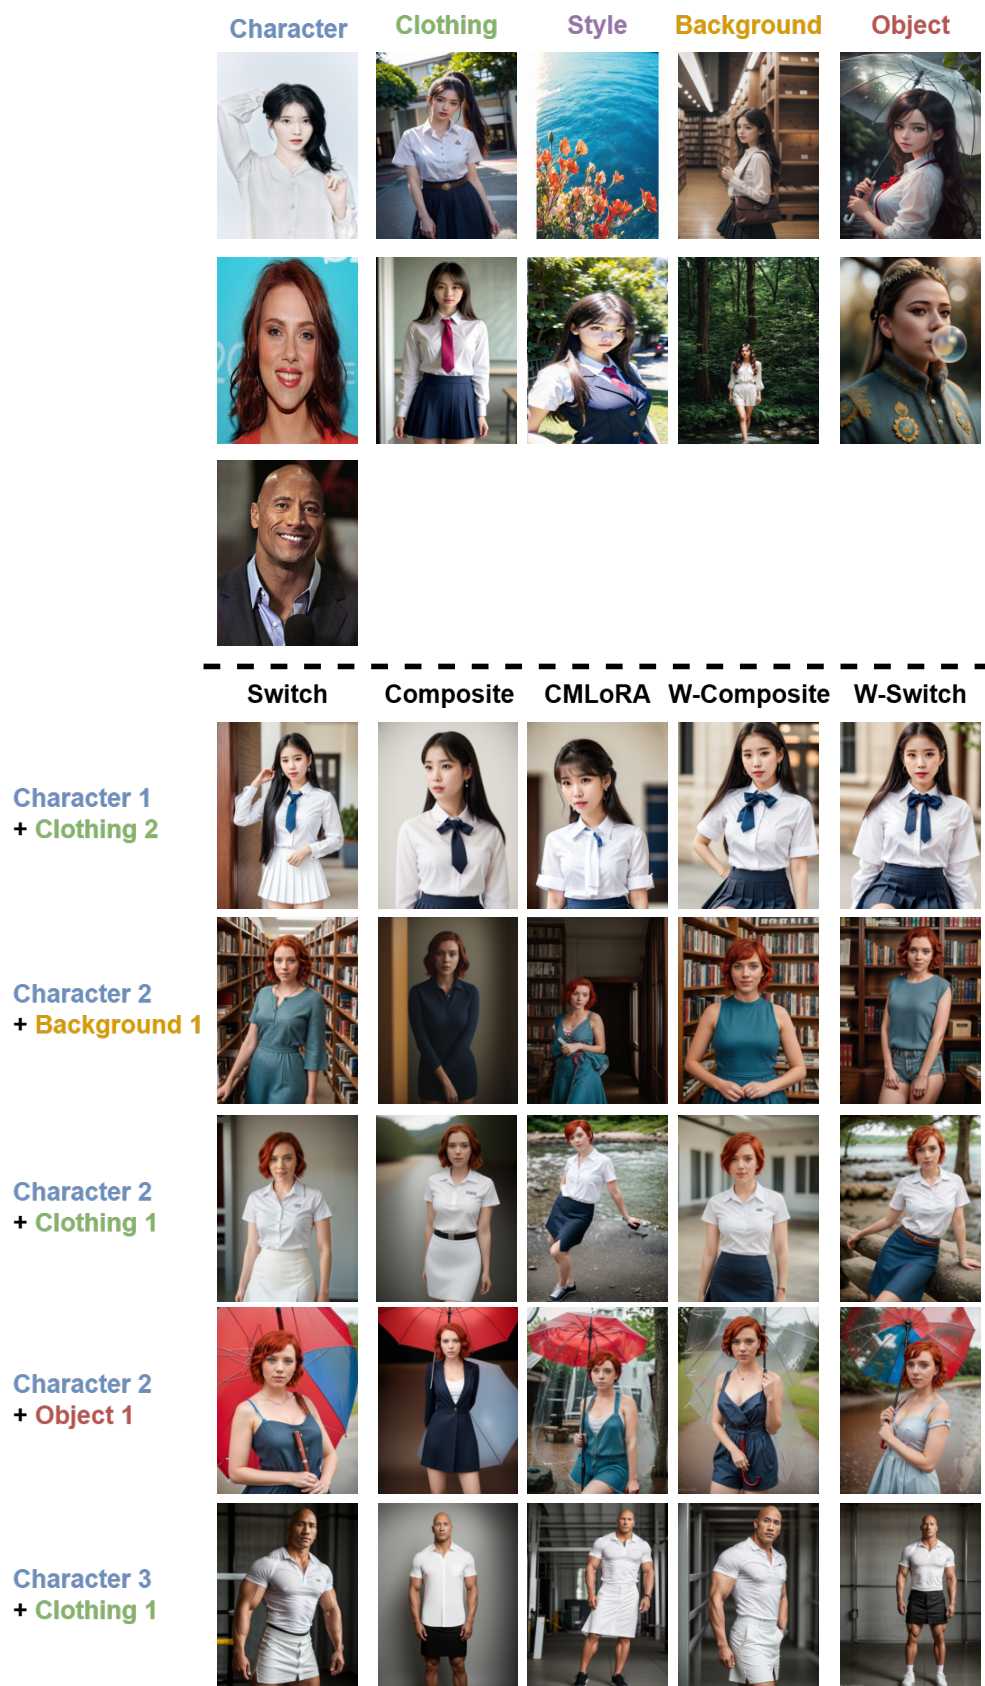 Character Clothing Style Background Object
Switch Composite CMLoRA W-Composite W-Switch
Character 1
+ Clothing 2
Character 2
+ Background 1
Character 2
+ Clothing 1
Character 2
+ Object 1
Character 3
+ Clothing 1